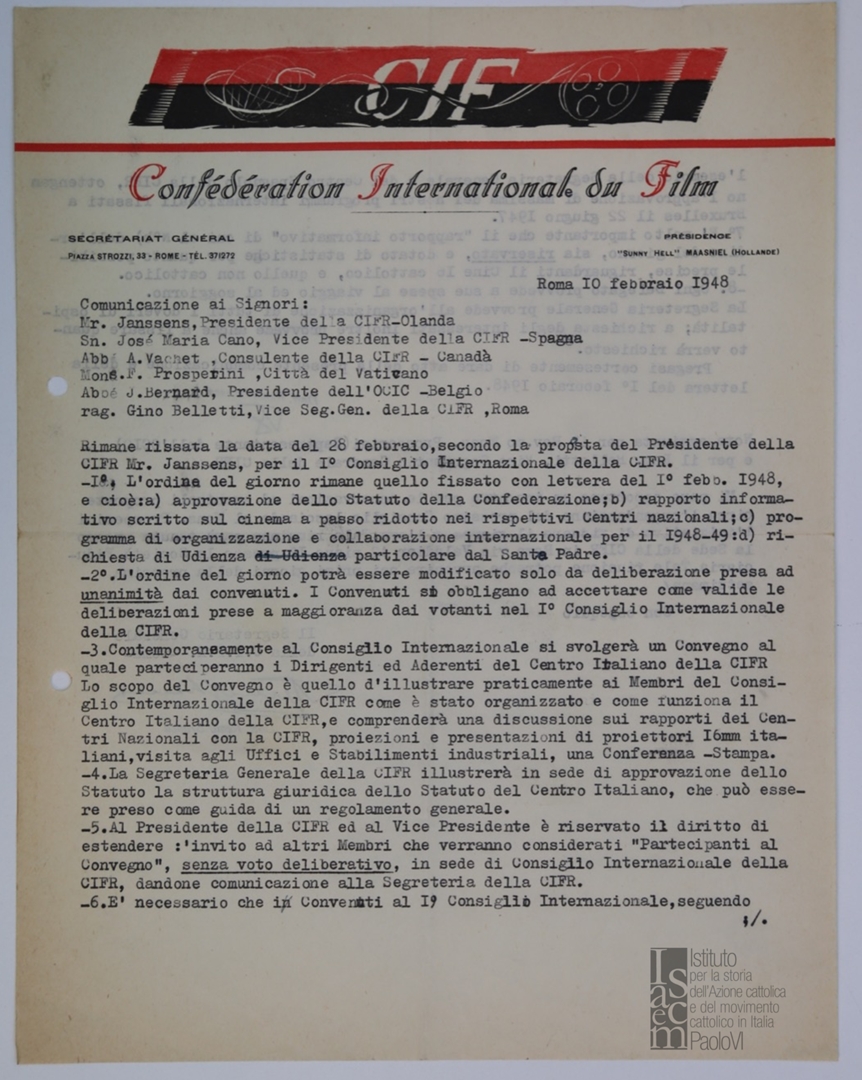 CIF
Confédération International du Film
SECRÉTARIAT GÉNÉRAL
PIAZZA STROZZI, 33 - ROME - TÉL. 371272
PRÉSIDENCE
"SUNNY HELL" MAASNIEL (HOLLANDE)
Roma IO febbraio 1948
Comunicazione ai Signori:
Mr. Janssens,Presidente della CIFR-Olanda
Sn. José Maria Cano, Vice Presidente della CIFR -Spagna
Abbé A.Vachet ,Consulente della CIFR - Canadà
Mons.F. Prosperini ,Città del Vaticano
Abbé J.Bernard, Presidente dell'OCIC -Belgio
rag. Gino Belletti,Vice Seg.Gen. della CIFR ,Roma
Rimane fissata la data del 28 febbraio,secondo la proposta del Présidente della
CIFR Mr. Janssens, per il I° Consiglio Internazionale della CIFR.
-I°. L'ordine del giorno rimane quello fissato con lettera del I° febb. 1948,
e cioè:a) approvazione dello Statuto della Confederazione;b) rapporto informa-
tivo scritto sul cinema a passo ridotto nei rispettivi Centri nazionali;c) pro-
gramma di organizzazione e collaborazione internazionale per il 1948-49:d) ri-
chiesta di Udienza di Udienza particolare dal Santo Padre.
-2°.L'ordine del giorno potrà essere modificato solo da deliberazione presa ad
unanimità dai convenuti. I Convenuti si obbligano ad accettare come valide le
deliberazioni prese a maggioranza dai votanti nel I° Consiglio Internazionale
della CIFR.
-3.Contemporaneamente al Consiglio Internazionale si svolgerà un Convegno al
quale parteciperanno i Dirigenti ed Aderenti del Centro Italiano della CIFR
Lo scopo del Convegno è quello d'illustrare praticamente ai Membri del Consi-
glio Internazionale della CIFR come è stato organizzato e come funziona il
Centro Italiano della CIFR,e comprenderà una discussione sui rapporti dei Cen-
tri Nazionali con la CIFR, proiezioni e presentazioni di proiettori I6mm ita-
liani,visita agli Uffici e Stabilimenti industriali, una Conferenza -Stampa.
-4.La Segreteria Generale della CIFR illustrerà in sede di approvazione dello
Statuto la struttura giuridica dello Statuto del Centro Italiano, che può esse-
re preso come guida di un regolamento generale.
-5.Al Presidente della CIFR ed al Vice Presidente è riservato il diritto di
estendere :'invito ad altri Membri che verranno considerati "Partecipanti al
Convegno", senza voto deliberativo, in sede di Consiglio Internazionale della
CIFR, dandone comunicazione alla Segreteria della CIFR.
-6.E' necessario che i Convenuti al I° Consiglio Internazionale,seguendo
./.
Isacem
Istituto
per la storia
dell'Azione cattolica
e del movimento
cattolico in Italia
PaoloVI